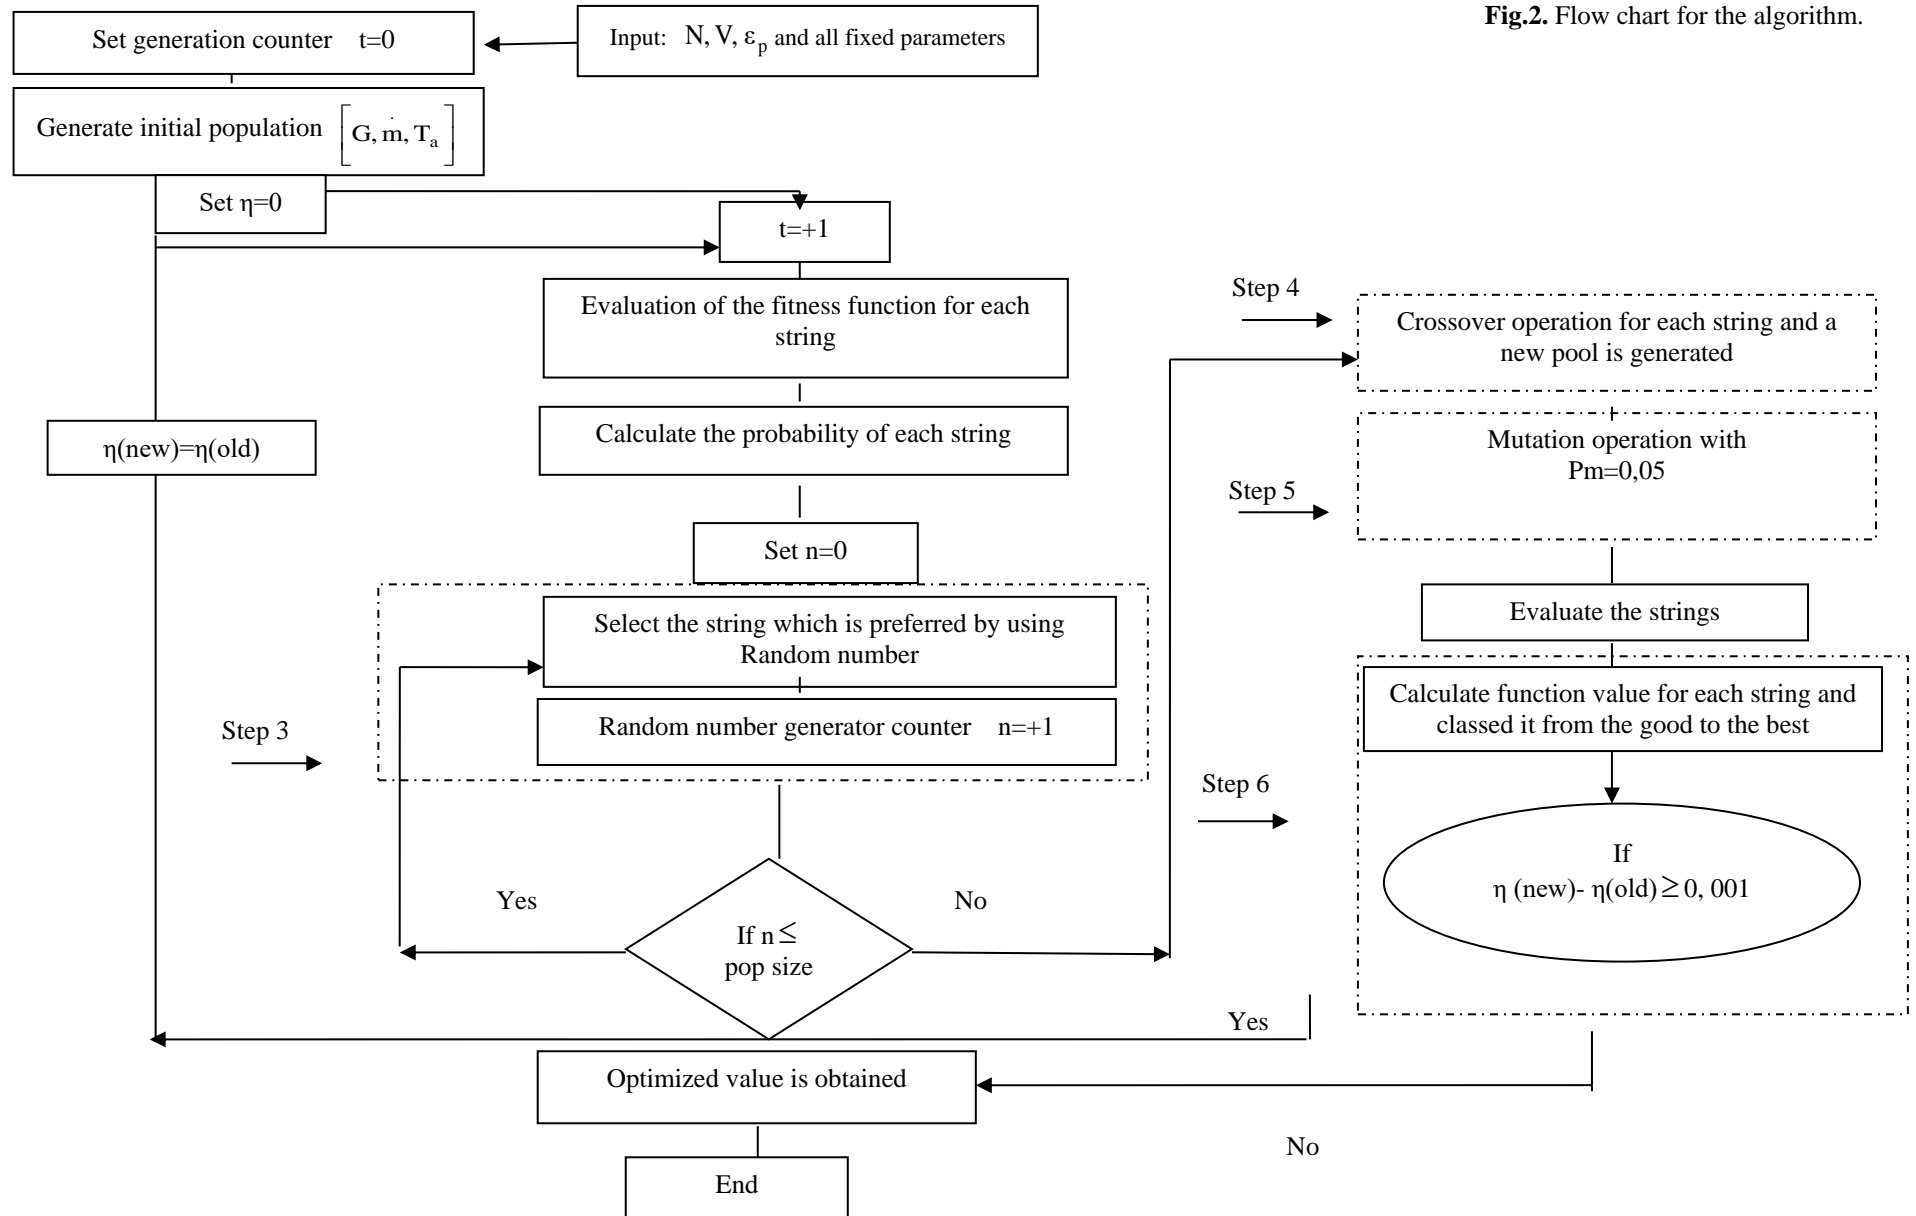 Fig.2. Flow chart for the algorithm.
Input: N, V, εp and all fixed parameters
Set generation counter t=0
Generate initial population [G, ṁ, Ta]
Set η=0
t=+1
Evaluation of the fitness function for each
string
Calculate the probability of each string
η(new)=η(old)
Set n=0
Select the string which is preferred by using
Random number
Random number generator counter n=+1
Step 3
If n≤
pop size
Yes
No
Step 4
Crossover operation for each string and a
new pool is generated
Mutation operation with
Pm=0,05
Step 5
Evaluate the strings
Calculate function value for each string and
classed it from the good to the best
Step 6
If
η (new)- η(old)≥0, 001
Yes
Optimized value is obtained
No
End